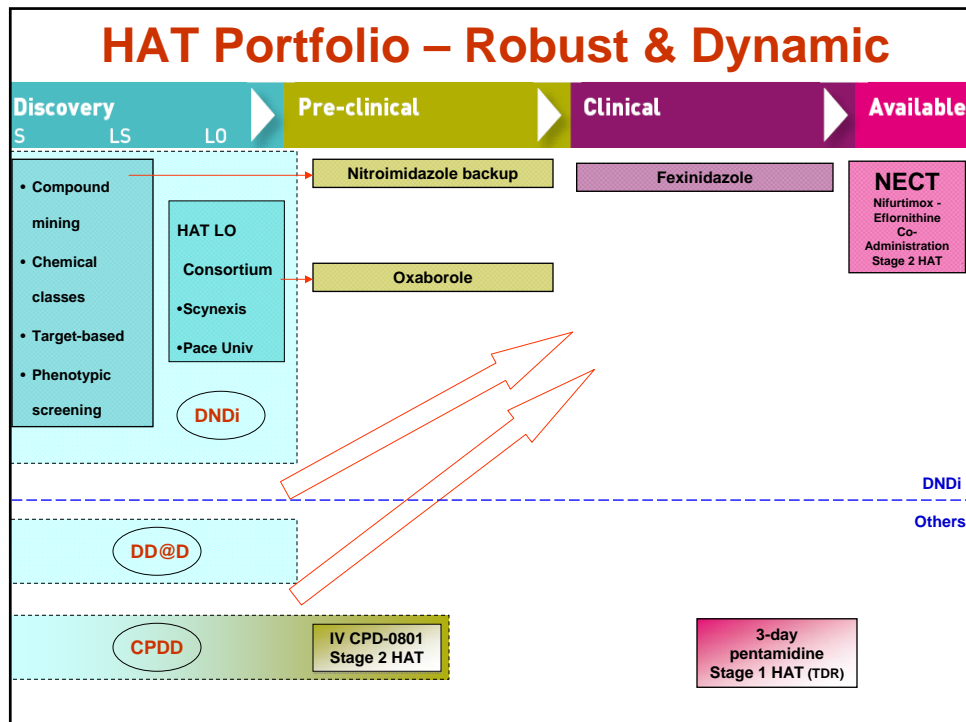 HAT Portfolio – Robust & Dynamic
Discovery
S LS LO
Pre-clinical
Clinical
Available
• Compound
mining
• Chemical
classes
• Target-based
• Phenotypic
screening
HAT LO
Consortium
•Scynexis
•Pace Univ
DNDi
Nitroimidazole backup
Oxaborole
Fexinidazole
NECT
Nifurtimox -
Eflornithine
Co-
Administration
Stage 2 HAT
DNDi
Others
DD@D
CPDD
IV CPD-0801
Stage 2 HAT
3-day
pentamidine
Stage 1 HAT (TDR)